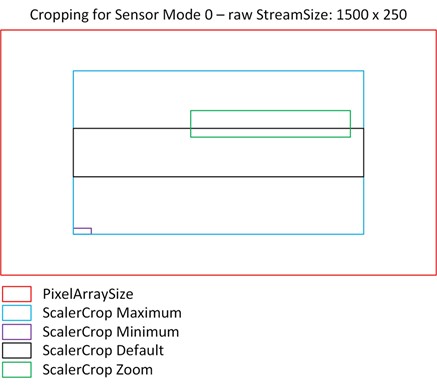 Cropping for Sensor Mode 0 – raw StreamSize: 1500 x 250
PixelArraySize
ScalerCrop Maximum
ScalerCrop Minimum
ScalerCrop Default
ScalerCrop Zoom